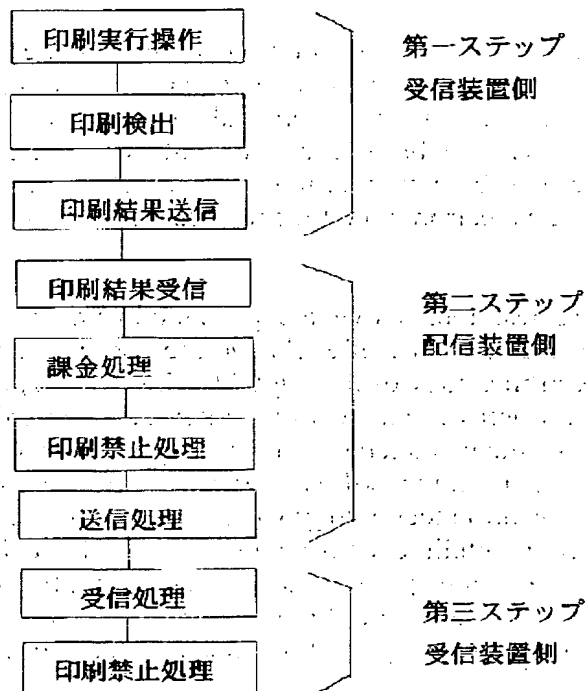 印刷実行操作
印刷検出
印刷結果送信
第一ステップ
受信装置側
印刷結果受信
課金処理
印刷禁止処理
送信処理
第二ステップ
配信装置側
受信処理
印刷禁止処理
第三ステップ
受信装置側